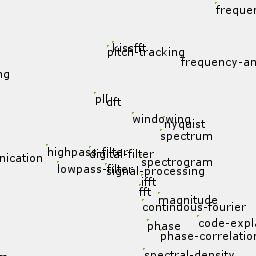 frequen
kissfft
pitch-tracking
frequency-an
ng
pll
dft
windowing
nyquist
spectrum
highpass-filter
digital-filter
nication
spectrogram
lowpass-filter
signal-processing
ifft
fft
magnitude
continuous-fourier
code-expla
phase
phase-correlation
spectral-density